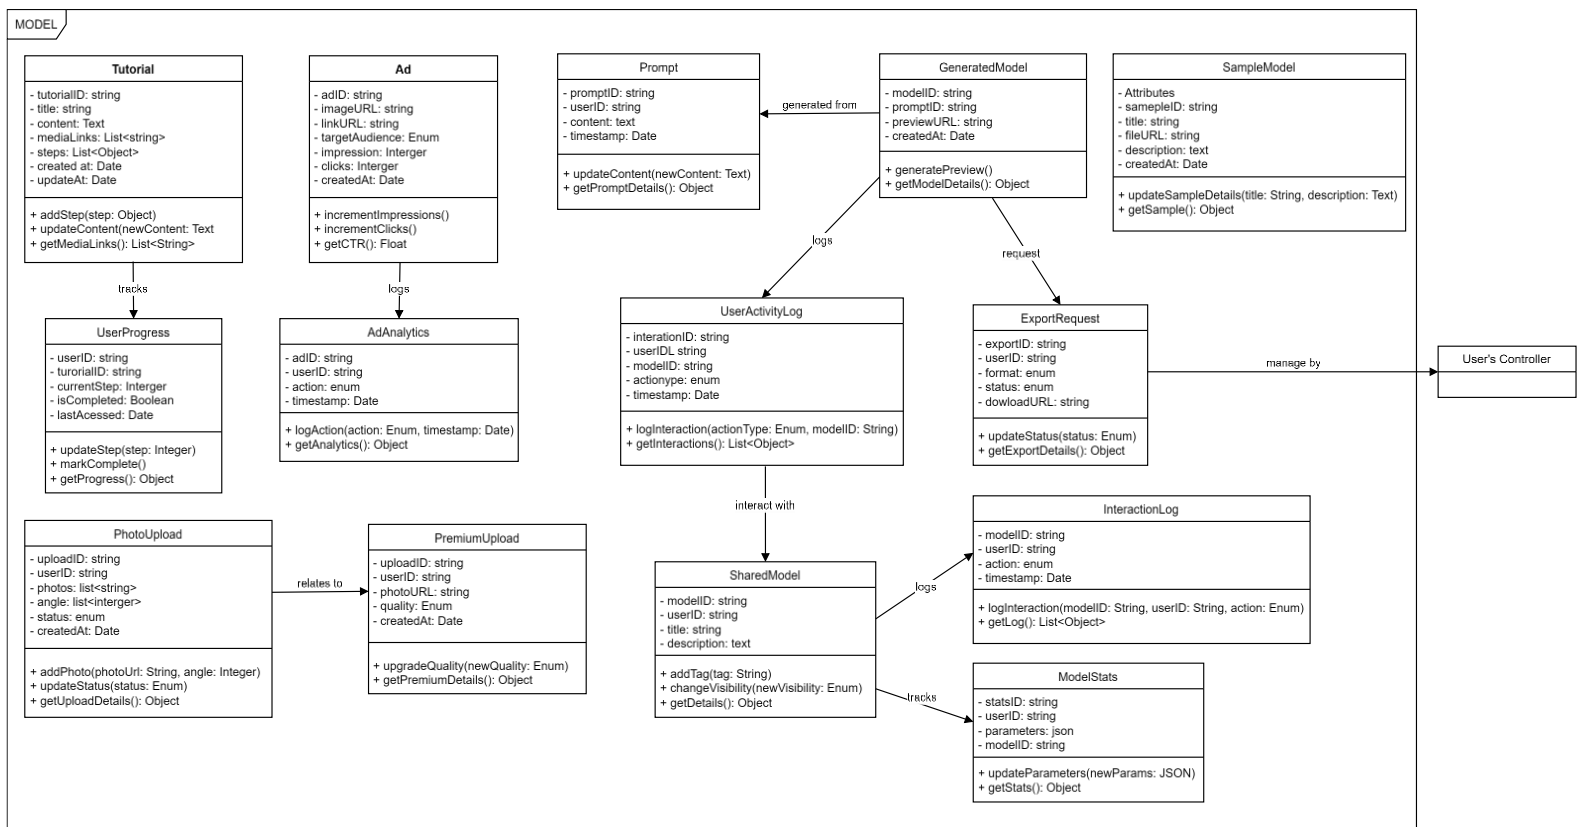 MODEL
Tutorial
- tutorialID: string
- title: string
- content: Text
- mediaLinks: List<string>
- steps: List<Object>
- created at: Date
- updateAt: Date
+ addStep(step: Object)
+ updateContent(newContent: Text
+ getMediaLinks(): List<String>
tracks
UserProgress
- userID: string
- turorialID: string
- currentStep: Interger
- isCompleted: Boolean
- lastAcessed: Date
+ updateStep(step: Integer)
+ markComplete()
+ getProgress(): Object
Ad
- adID: string
- imageURL: string
- linkURL: string
- targetAudience: Enum
- impression: Interger
- clicks: Interger
- createdAt: Date
+ incrementImpressions()
+ incrementClicks()
+ getCTR(): Float
logs
AdAnalytics
- adID: string
- userID: string
- action: enum
- timestamp: Date
+ logAction(action: Enum, timestamp: Date)
+ getAnalytics(): Object
Prompt
- promptID: string
- userID: string
- content: text
- timestamp: Date
+ updateContent(newContent: Text)
+ getPromptDetails(): Object
generated from
GeneratedModel
- modelID: string
- promptID: string
- previewURL: string
- createdAt: Date
+ generatePreview()
+ getModelDetails(): Object
SampleModel
- Attributes
- samepleID: string
- title: string
- fileURL: string
- description: text
- createdAt: Date
+ updateSampleDetails(title: String, description: Text)
+ getSample(): Object
logs
request
UserActivityLog
- interationID: string
- userIDL string
- modelID: string
- actionype: enum
- timestamp: Date
+ logInteraction(actionType: Enum, modelID: String)
+ getInteractions(): List<Object>
ExportRequest
- exportID: string
- userID: string
- format: enum
- status: enum
- dowloadURL: string
+ updateStatus(status: Enum)
+ getExportDetails(): Object
manage by
User's Controller
PhotoUpload
- uploadID: string
- userID: string
- photos: list<string>
- angle: list<interger>
- status: enum
- createdAt: Date
+ addPhoto(photoUrl: String, angle: Integer)
+ updateStatus(status: Enum)
+ getUploadDetails(): Object
relates to
PremiumUpload
- uploadID: string
- userID: string
- photoURL: string
- quality: Enum
- createdAt: Date
+ upgradeQuality(newQuality: Enum)
+ getPremiumDetails(): Object
interact with
SharedModel
- modelID: string
- userID: string
- title: string
- description: text
+ addTag(tag: String)
+ changeVisibility(newVisibility: Enum)
+ getDetails(): Object
logs
InteractionLog
- modelID: string
- userID: string
- action: enum
- timestamp: Date
+ logInteraction(modelID: String, userID: String, action: Enum)
+ getLog(): List<Object>
tracks
ModelStats
- statsID: string
- userID: string
- parameters: json
- modelID: string
+ updateParameters(newParams: JSON)
+ getStats(): Object